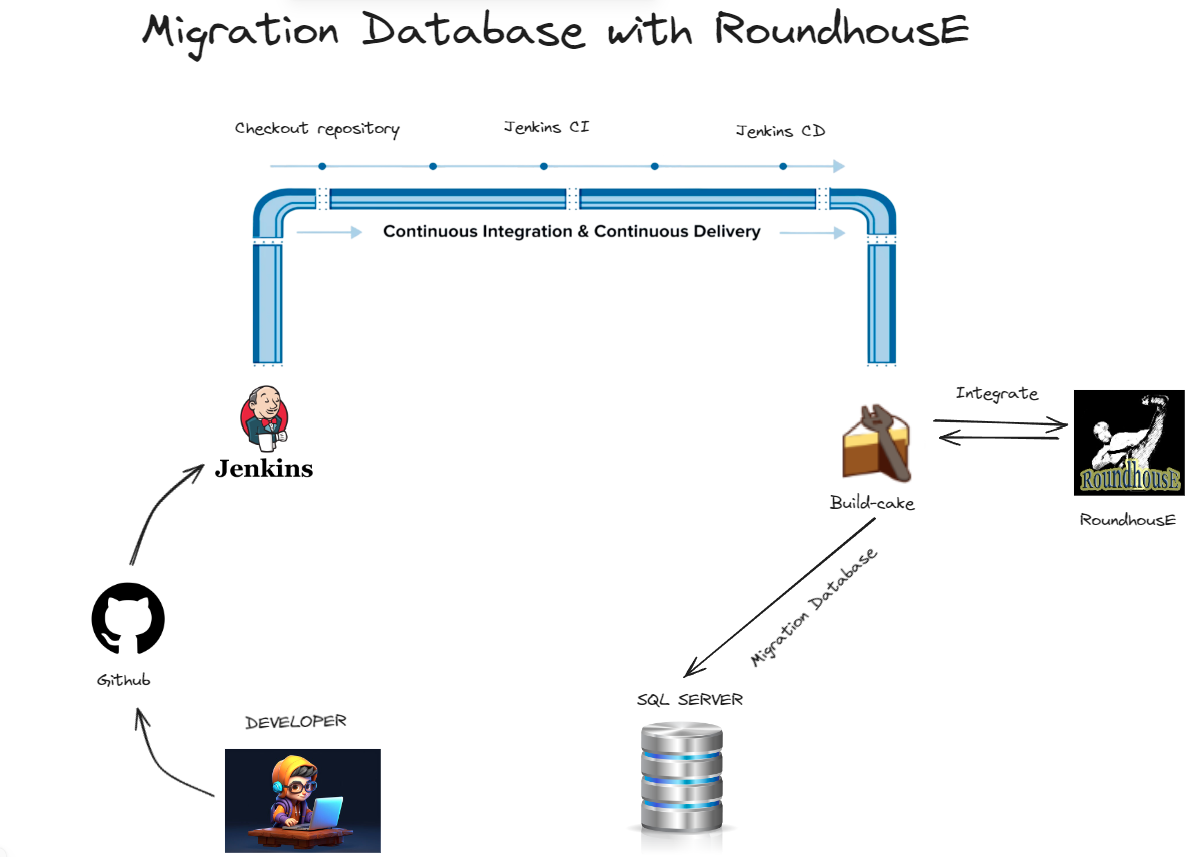 Migration Database with RoundhousE
Checkout repository
Jenkins CI
Jenkins CD
Continuous Integration & Continuous Delivery
Jenkins
Integrate
RoundhousE
Build-cake
RoundhousE
Migration Database
Github
SQL SERVER
DEVELOPER